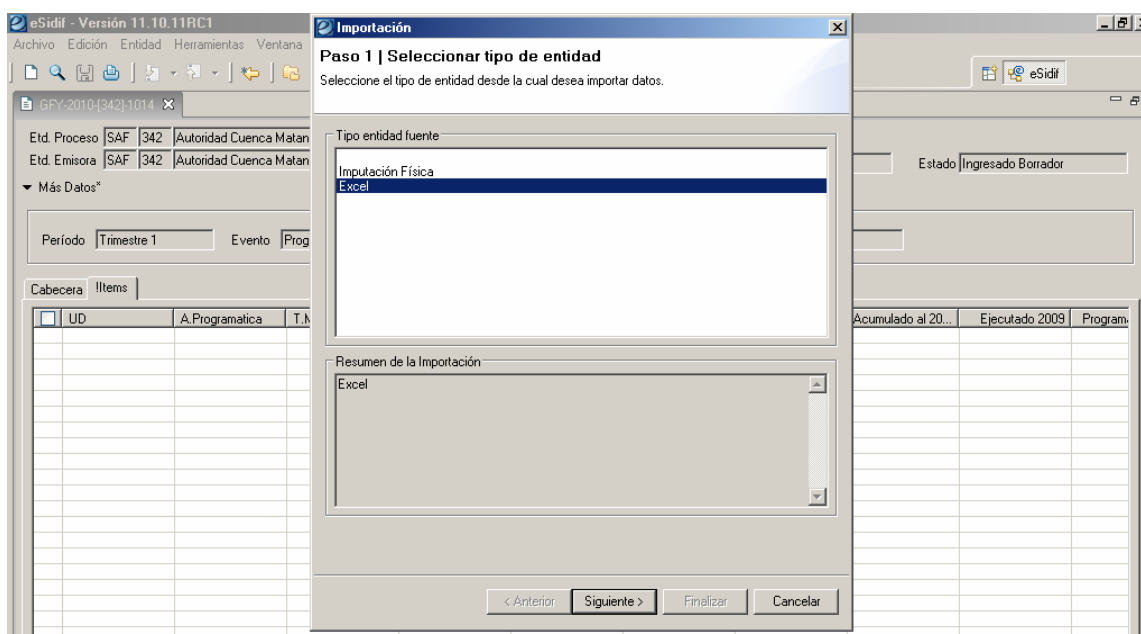 eSidif - Versión 11.10.11RC1
Archivo Edición Entidad Herramientas Ventana
eSidif
GFY-2010-[342]-1014
Etd. Proceso SAF 342 Autoridad Cuenca Matan
Etd. Emisora SAF 342 Autoridad Cuenca Matan
Estado Ingresado Borrador
Más Datos*
Período Trimestre 1 Evento Prog
Cabecera !Items
UD A.Programatica T.M Acumulado al 20... Ejecutado 2009 Program
Importación
Paso 1 | Seleccionar tipo de entidad
Seleccione el tipo de entidad desde la cual desea importar datos.
Tipo entidad fuente
Imputación Física
Excel
Resumen de la Importación
Excel
< Anterior Siguiente > Finalizar Cancelar